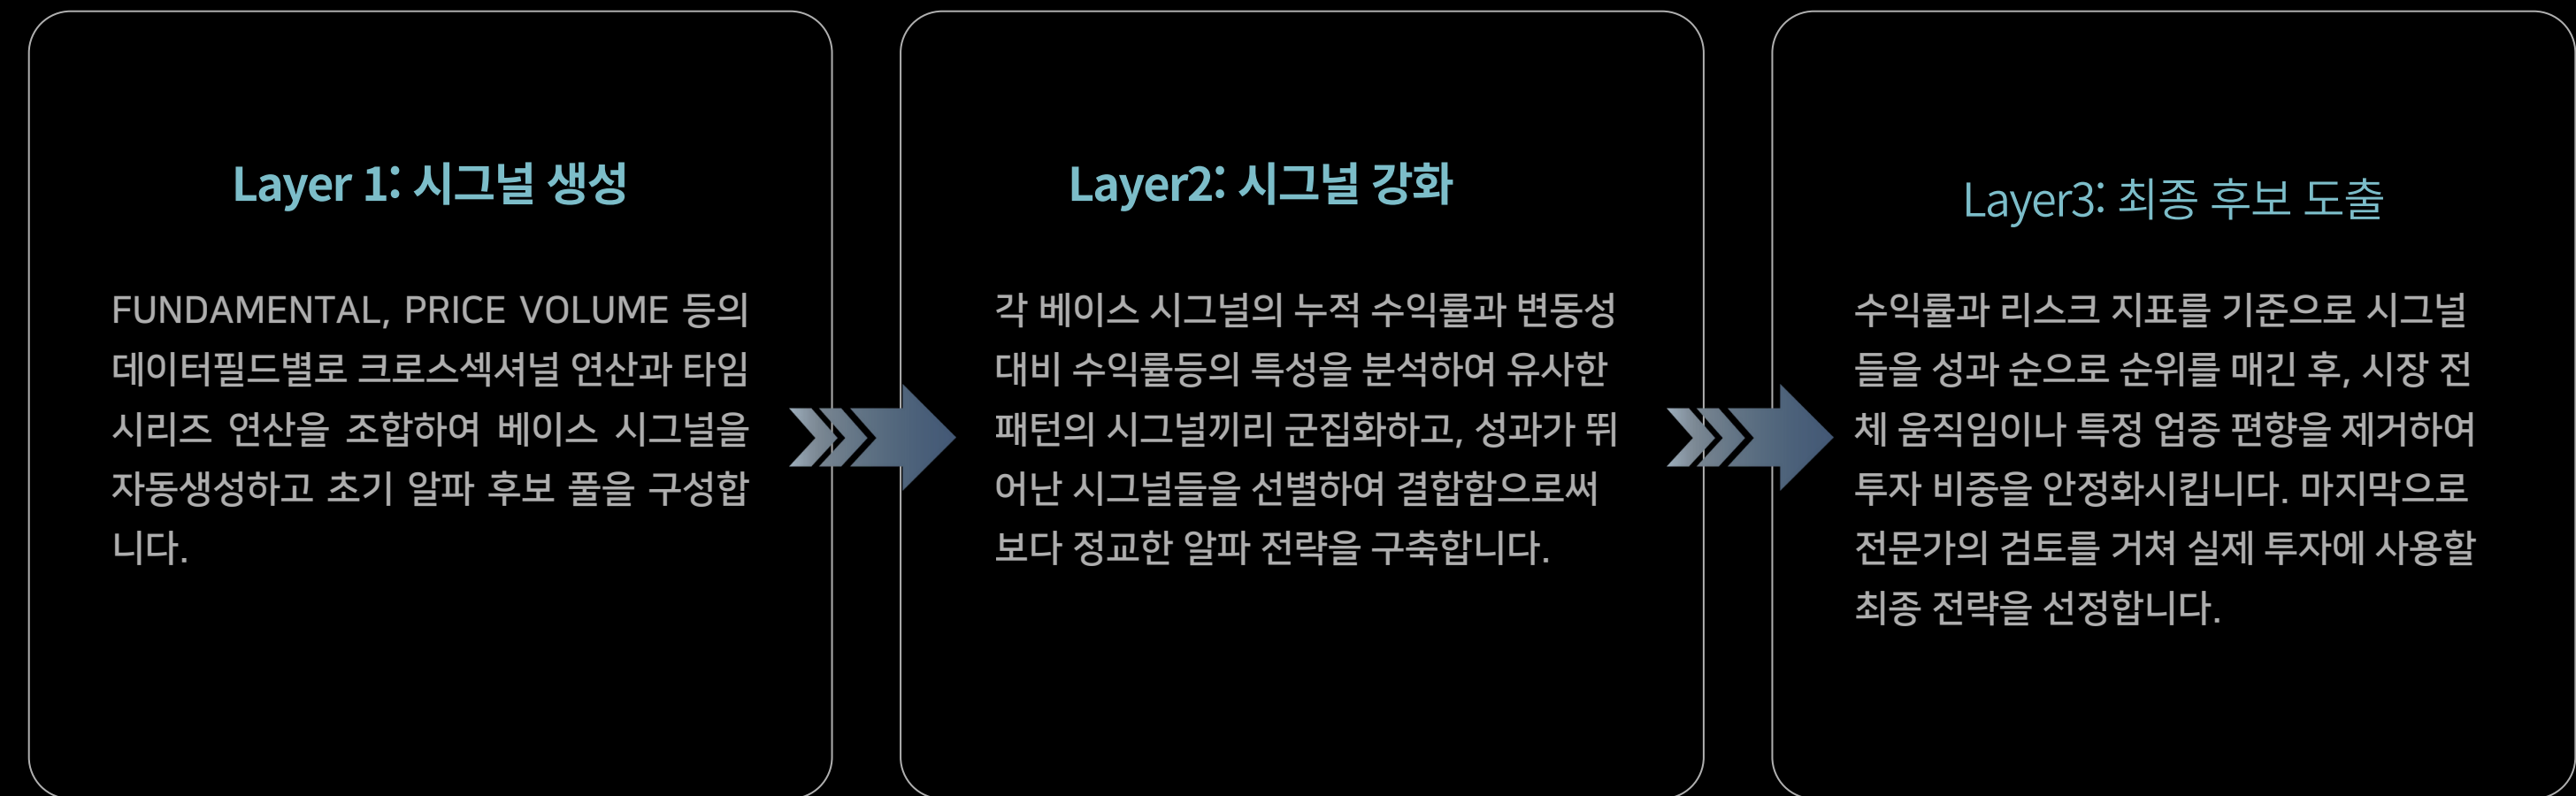 Layer 1: 시그널 생성
FUNDAMENTAL, PRICE VOLUME 등의
데이터필드별로 크로스섹셔널 연산과 타임
시리즈 연산을 조합하여 베이스 시그널을
자동생성하고 초기 알파 후보 풀을 구성합
니다.
Layer2: 시그널 강화
각 베이스 시그널의 누적 수익률과 변동성
대비 수익률등의 특성을 분석하여 유사한
패턴의 시그널끼리 군집화하고, 성과가 뛰
어난 시그널들을 선별하여 결합함으로써
보다 정교한 알파 전략을 구축합니다.
Layer3: 최종 후보 도출
수익률과 리스크 지표를 기준으로 시그널
들을 성과 순으로 순위를 매긴 후, 시장 전
체 움직임이나 특정 업종 편향을 제거하여
투자 비중을 안정화시킵니다. 마지막으로
전문가의 검토를 거쳐 실제 투자에 사용할
최종 전략을 선정합니다.